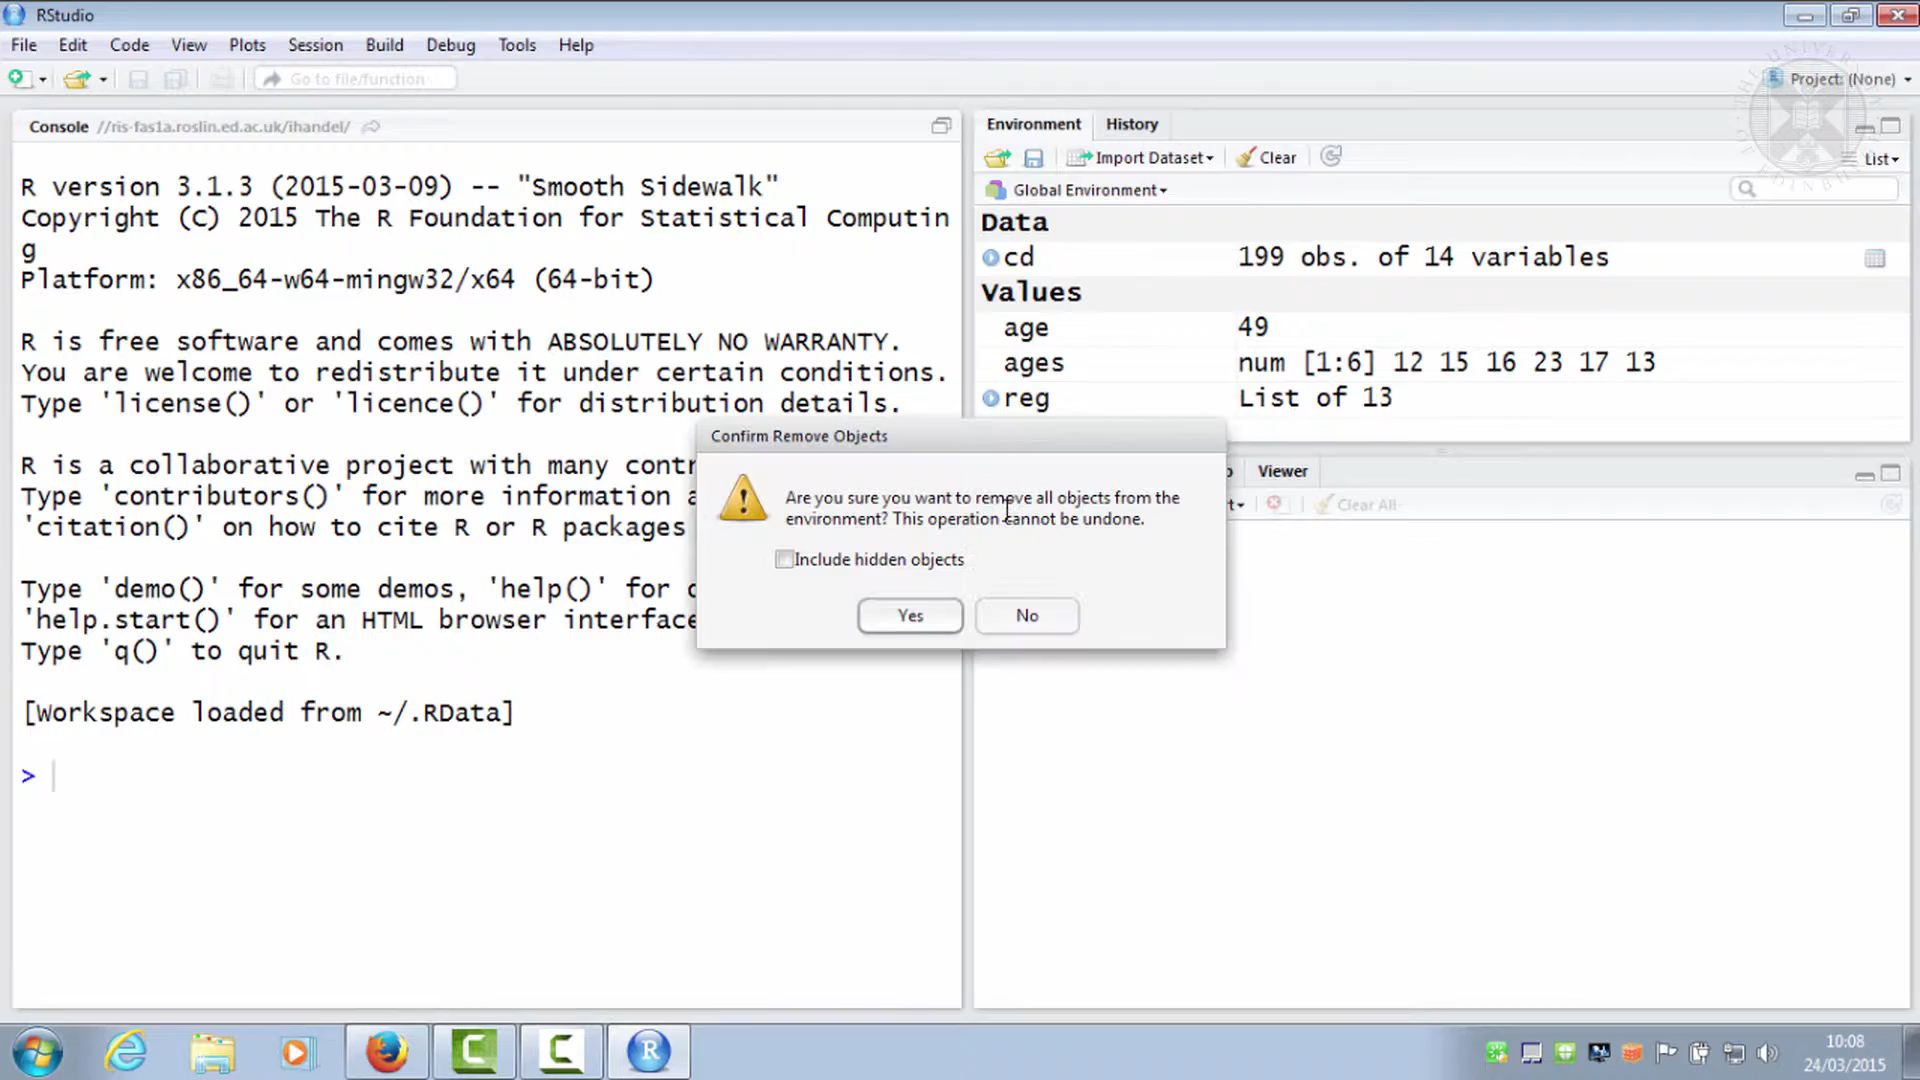 RStudio
File Edit Code View Plots Session Build Debug Tools Help
Go to file/function
Project: (None)
Console //ris-fas1a.roslin.ed.ac.uk/ihandel/
R version 3.1.3 (2015-03-09) -- "Smooth Sidewalk"
Copyright (C) 2015 The R Foundation for Statistical Computin
g
Platform: x86_64-w64-mingw32/x64 (64-bit)
R is free software and comes with ABSOLUTELY NO WARRANTY.
You are welcome to redistribute it under certain conditions.
Type 'license()' or 'licence()' for distribution details.
R is a collaborative project with many contr
Type 'contributors()' for more information a
'citation()' on how to cite R or R packages
Type 'demo()' for some demos, 'help()' for
'help.start()' for an HTML browser interface
Type 'q()' to quit R.
[Workspace loaded from ~/.RData]
>
Environment History
Import Dataset Clear List
Global Environment
Data
cd 199 obs. of 14 variables
Values
age 49
ages num [1:6] 12 15 16 23 17 13
reg List of 13
Viewer
Clear All
Confirm Remove Objects
Are you sure you want to remove all objects from the
environment? This operation cannot be undone.
Include hidden objects
Yes No
10:08
24/03/2015